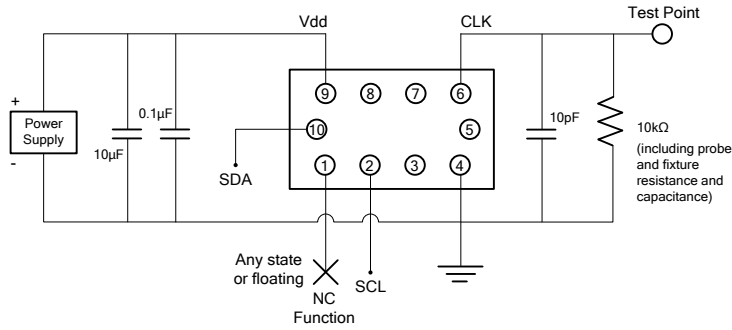 Test Point
Vdd
CLK
+
Power
Supply
-
10µF
0.1µF
9
8
7
6
10
5
1
2
3
4
SDA
10pF
10kΩ
(including probe
and fixture
resistance and
capacitance)
Any state
or floating
NC
Function
SCL